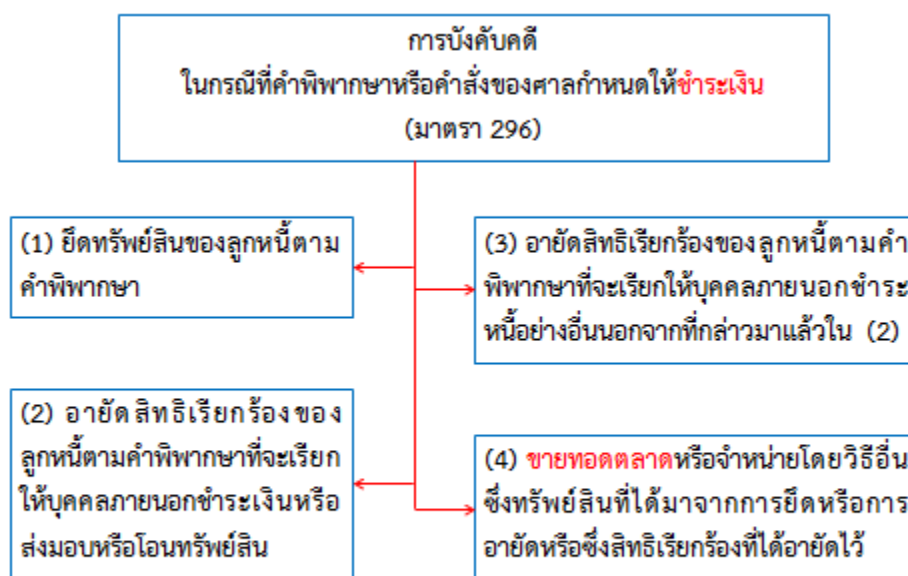 การบังคับคดี
ในกรณีที่คำพิพากษาหรือคำสั่งของศาลกำหนดให้ชำระเงิน
(มาตรา 296)
(1) ยึดทรัพย์สินของลูกหนี้ตาม
คำพิพากษา
(2) อายัดสิทธิเรียกร้องของ
ลูกหนี้ตามคำพิพากษาที่จะเรียก
ให้บุคคลภายนอกชำระเงินหรือ
ส่งมอบหรือโอนทรัพย์สิน
(3) อายัดสิทธิเรียกร้องของลูกหนี้ตามคำ
พิพากษาที่จะเรียกให้บุคคลภายนอกชำระ
หนี้อย่างอื่นนอกจากที่กล่าวมาแล้วใน (2)
(4) ขายทอดตลาดหรือจำหน่ายโดยวิธีอื่น
ซึ่งทรัพย์สินที่ได้มาจากการยึดหรือการ
อายัดหรือซึ่งสิทธิเรียกร้องที่ได้อายัดไว้